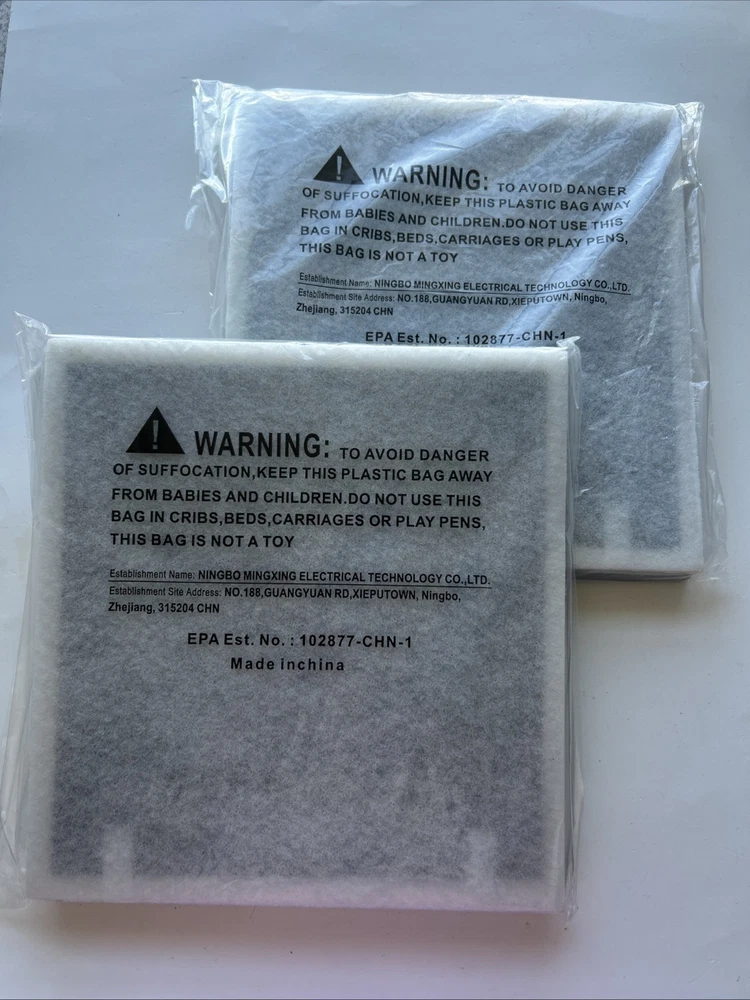 WARNING: TO AVOID DANGER
OF SUFFOCATION,KEEP THIS PLASTIC BAG AWAY
FROM BABIES AND CHILDREN.DO NOT USE THIS
BAG IN CRIBS,BEDS,CARRIAGES OR PLAY PENS,
THIS BAG IS NOT A TOY
Establishment Name: NINGBO MINGXING ELECTRICAL TECHNOLOGY CO.,LTD.
Establishment Site Address: NO.188,GUANGYUAN RD,XIEPUTOWN, Ningbo,
Zhejiang, 315204 CHN
EPA Est. No. : 102877-CHN-1
WARNING: TO AVOID DANGER
OF SUFFOCATION,KEEP THIS PLASTIC BAG AWAY
FROM BABIES AND CHILDREN.DO NOT USE THIS
BAG IN CRIBS,BEDS,CARRIAGES OR PLAY PENS,
THIS BAG IS NOT A TOY
Establishment Name: NINGBO MINGXING ELECTRICAL TECHNOLOGY CO.,LTD.
Establishment Site Address: NO.188,GUANGYUAN RD,XIEPUTOWN, Ningbo,
Zhejiang, 315204 CHN
EPA Est. No. : 102877-CHN-1
Made inchina